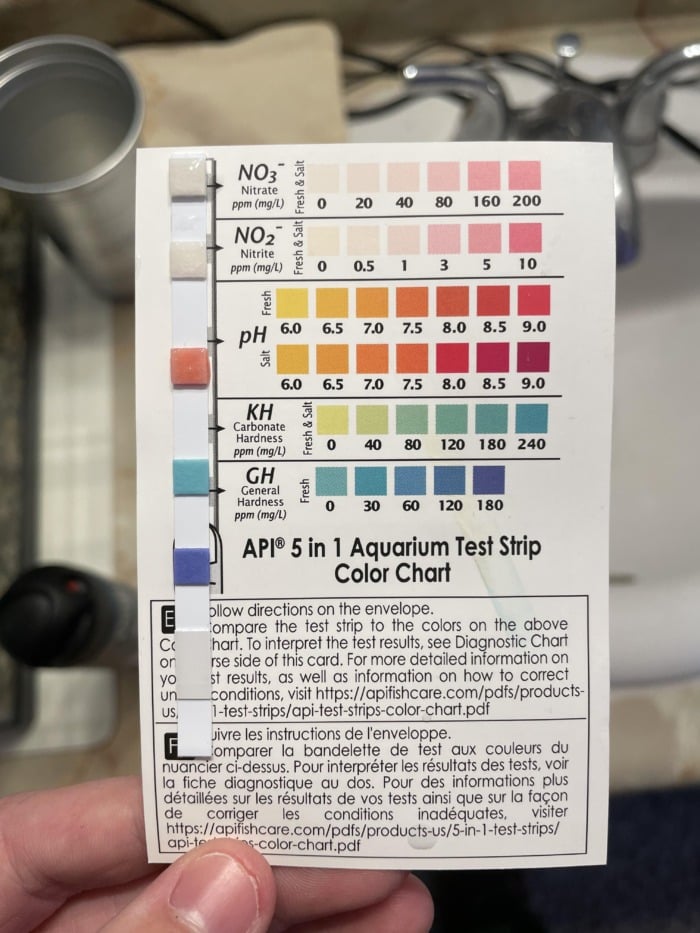 NO3⁻
Nitrate
ppm (mg/L)
Fresh & Salt
0 20 40 80 160 200
NO2⁻
Nitrite
ppm (mg/L)
Fresh & Salt
0 0.5 1 3 5 10
pH
Fresh
6.0 6.5 7.0 7.5 8.0 8.5 9.0
Salt
6.0 6.5 7.0 7.5 8.0 8.5 9.0
KH
Carbonate
Hardness
ppm (mg/L)
Fresh & Salt
0 40 80 120 180 240
GH
General
Hardness
ppm (mg/L)
Fresh
0 30 60 120 180
API® 5 in 1 Aquarium Test Strip
Color Chart
E ollow directions on the envelope.
ompare the test strip to the colors on the above
Co hart. To interpret the test results, see Diagnostic Chart
on rse side of this card. For more detailed information on
yo st results, as well as information on how to correct
un conditions, visit https://apifishcare.com/pdfs/products-
us/ 1-test-strips/api-test-strips-color-chart.pdf
F uivre les instructions de l'enveloppe.
omparer la bandelette de test aux couleurs du
nuancier ci-dessus. Pour interpréter les résultats des tests, voir
la fiche diagnostique au dos. Pour des informations plus
détaillées sur les résultats de vos tests ainsi que sur la façon
de corriger les conditions inadéquates, visiter
https://apifishcare.com/pdfs/products-us/5-in-1-test-strips/
api-te s-color-chart.pdf